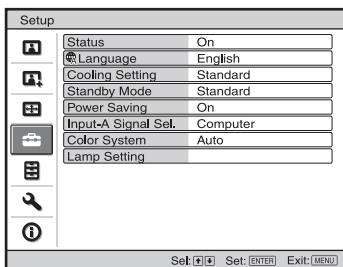 Setup
Status On
Language English
Cooling Setting Standard
Standby Mode Standard
Power Saving On
Input-A Signal Sel. Computer
Color System Auto
Lamp Setting
Sel: Set: ENTER Exit: MENU